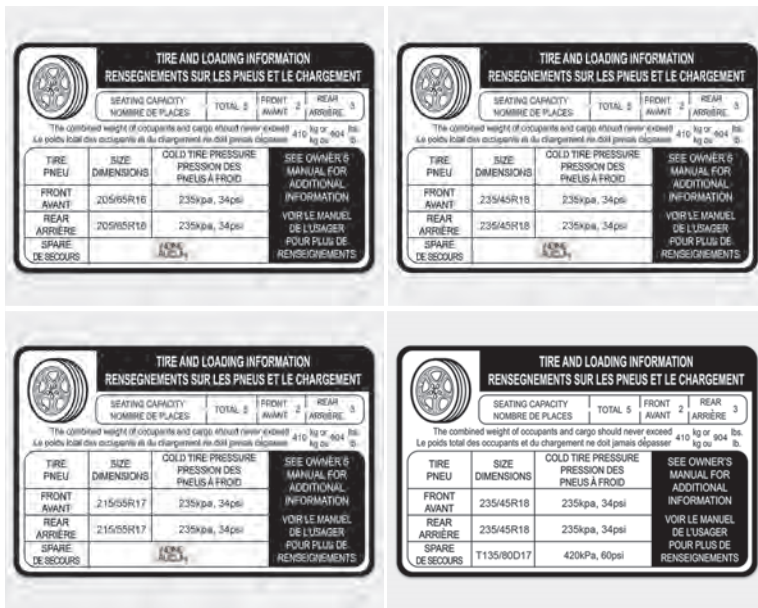 TIRE AND LOADING INFORMATION
RENSEGNEMENTS SUR LES PNEUS ET LE CHARGEMENT
SEATING CAPACITY
NOMBRE DE PLACES
TOTAL 5
FRONT
AVANT
2
REAR
ARRIÈRE
3
The combined weight of occupants and cargo should never exceed
Le poids total des occupants et du chargement ne doit jamais dépasser
410
kg or
kg ou
904
lbs.
lb.
TIRE
PNEU
SIZE
DIMENSIONS
COLD TIRE PRESSURE
PRESSION DES
PNEUS À FROID
FRONT
AVANT
205/65R16
235kpa, 34psi
REAR
ARRIÈRE
205/65R16
235kpa, 34psi
SPARE
DE SECOURS
NONE
AUCUN
SEE OWNER'S
MANUAL FOR
ADDITIONAL
INFORMATION
VOIR LE MANUEL
DE L'USAGER
POUR PLUS DE
RENSEIGNEMENTS
TIRE AND LOADING INFORMATION
RENSEGNEMENTS SUR LES PNEUS ET LE CHARGEMENT
SEATING CAPACITY
NOMBRE DE PLACES
TOTAL 5
FRONT
AVANT
2
REAR
ARRIÈRE
3
The combined weight of occupants and cargo should never exceed
Le poids total des occupants et du chargement ne doit jamais dépasser
410
kg or
kg ou
904
lbs.
lb.
TIRE
PNEU
SIZE
DIMENSIONS
COLD TIRE PRESSURE
PRESSION DES
PNEUS À FROID
FRONT
AVANT
235/45R18
235kpa, 34psi
REAR
ARRIÈRE
235/45R18
235kpa, 34psi
SPARE
DE SECOURS
NONE
AUCUN
SEE OWNER'S
MANUAL FOR
ADDITIONAL
INFORMATION
VOIR LE MANUEL
DE L'USAGER
POUR PLUS DE
RENSEIGNEMENTS
TIRE AND LOADING INFORMATION
RENSEGNEMENTS SUR LES PNEUS ET LE CHARGEMENT
SEATING CAPACITY
NOMBRE DE PLACES
TOTAL 5
FRONT
AVANT
2
REAR
ARRIÈRE
3
The combined weight of occupants and cargo should never exceed
Le poids total des occupants et du chargement ne doit jamais dépasser
410
kg or
kg ou
904
lbs.
lb.
TIRE
PNEU
SIZE
DIMENSIONS
COLD TIRE PRESSURE
PRESSION DES
PNEUS À FROID
FRONT
AVANT
215/55R17
235kpa, 34psi
REAR
ARRIÈRE
215/55R17
235kpa, 34psi
SPARE
DE SECOURS
NONE
AUCUN
SEE OWNER'S
MANUAL FOR
ADDITIONAL
INFORMATION
VOIR LE MANUEL
DE L'USAGER
POUR PLUS DE
RENSEIGNEMENTS
TIRE AND LOADING INFORMATION
RENSEGNEMENTS SUR LES PNEUS ET LE CHARGEMENT
SEATING CAPACITY
NOMBRE DE PLACES
TOTAL 5
FRONT
AVANT
2
REAR
ARRIÈRE
3
The combined weight of occupants and cargo should never exceed
Le poids total des occupants et du chargement ne doit jamais dépasser
410
kg or
kg ou
904
lbs.
lb.
TIRE
PNEU
SIZE
DIMENSIONS
COLD TIRE PRESSURE
PRESSION DES
PNEUS À FROID
FRONT
AVANT
235/45R18
235kpa, 34psi
REAR
ARRIÈRE
235/45R18
235kpa, 34psi
SPARE
DE SECOURS
T135/80D17
420kPa, 60psi
SEE OWNER'S
MANUAL FOR
ADDITIONAL
INFORMATION
VOIR LE MANUEL
DE L'USAGER
POUR PLUS DE
RENSEIGNEMENTS